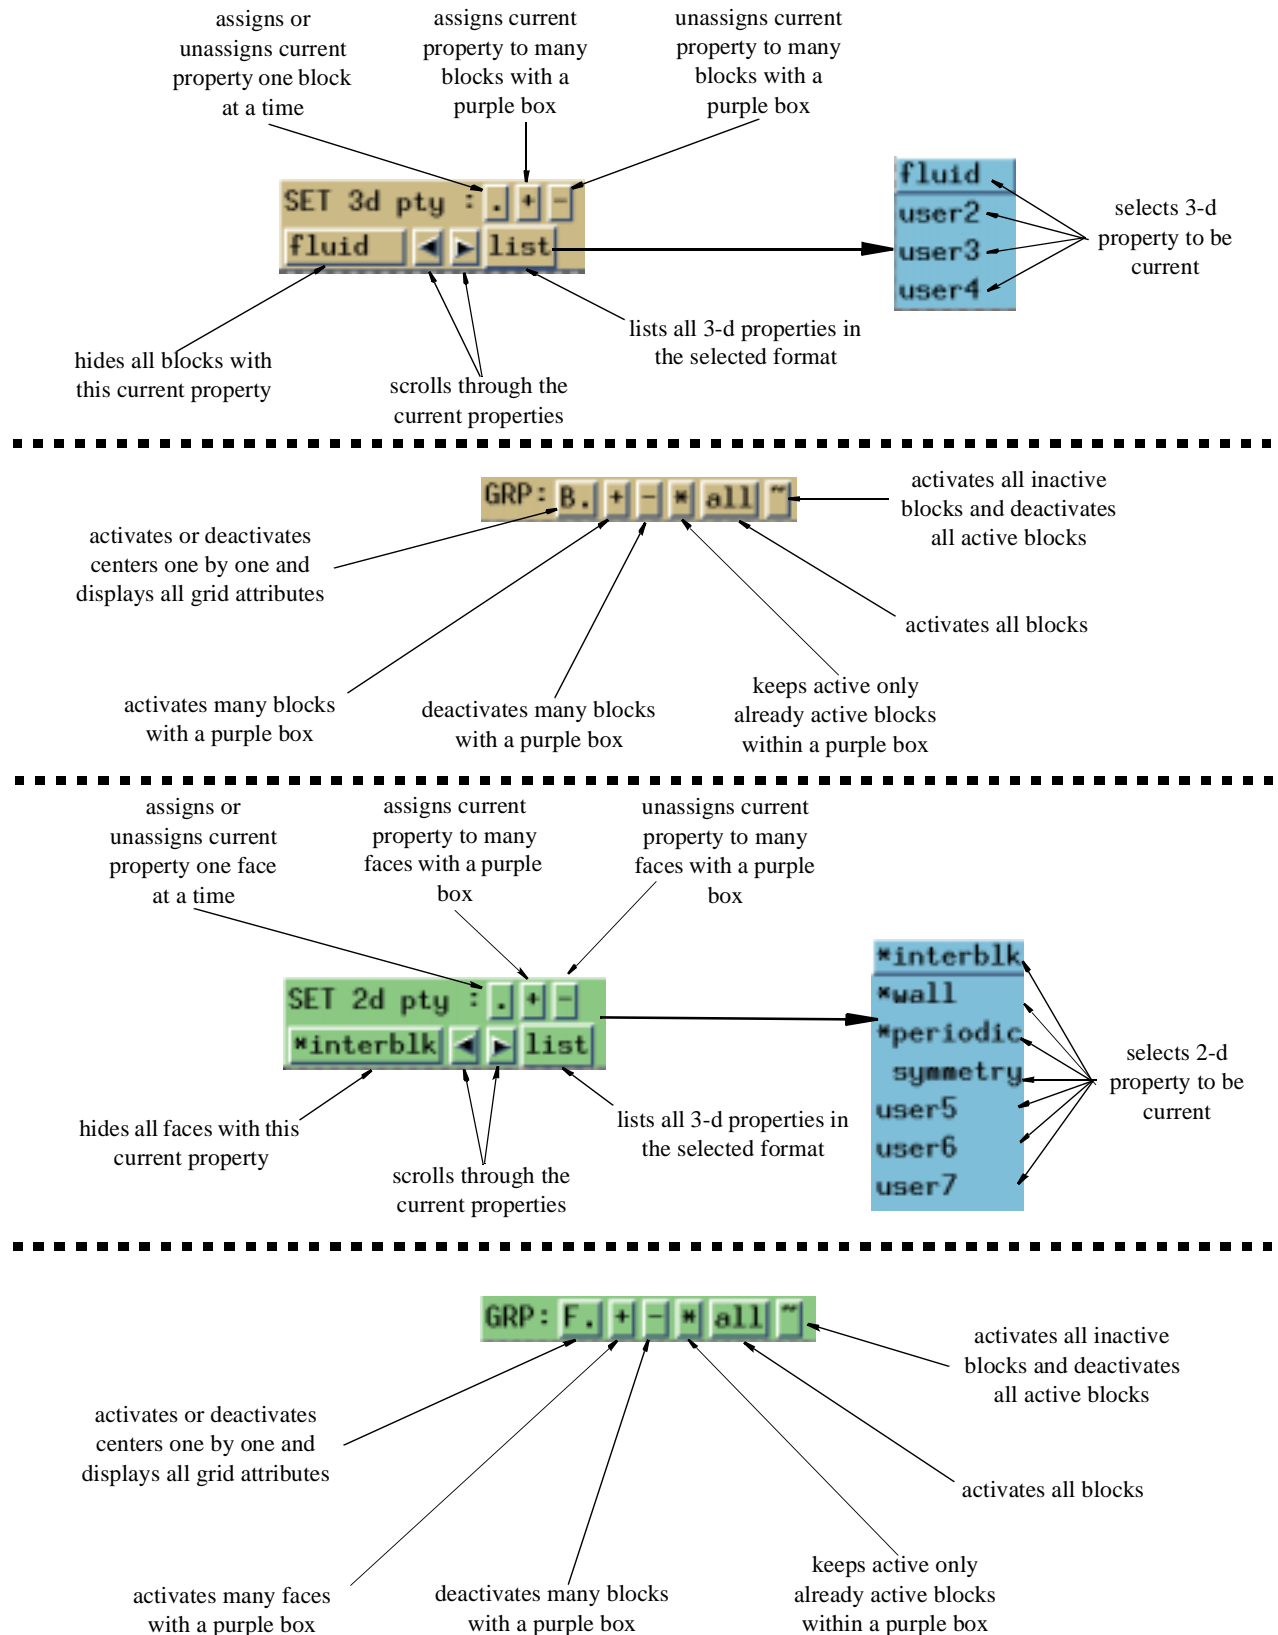 assigns or
unassigns current
property one block
at a time
assigns current
property to many
blocks with a
purple box
unassigns current
property to many
blocks with a
purple box
SET 3d pty : . + -
fluid ◀ ▶ list
fluid
user2
user3
user4
selects 3-d
property to be
current
hides all blocks with
this current property
scrolls through the
current properties
lists all 3-d properties in
the selected format
GRP: B. + - * all ~
activates all inactive
blocks and deactivates
all active blocks
activates or deactivates
centers one by one and
displays all grid attributes
activates all blocks
activates many blocks
with a purple box
deactivates many blocks
with a purple box
keeps active only
already active blocks
within a purple box
assigns or
unassigns current
property one face
at a time
assigns current
property to many
faces with a purple
box
unassigns current
property to many
faces with a purple
box
SET 2d pty : . + -
*interblk ◀ ▶ list
*interblk
*wall
*periodic
symmetry
user5
user6
user7
selects 2-d
property to be
current
hides all faces with this
current property
scrolls through the
current properties
lists all 3-d properties in
the selected format
GRP: F. + - * all ~
activates all inactive
blocks and deactivates
all active blocks
activates or deactivates
centers one by one and
displays all grid attributes
activates all blocks
activates many faces
with a purple box
deactivates many blocks
with a purple box
keeps active only
already active blocks
within a purple box